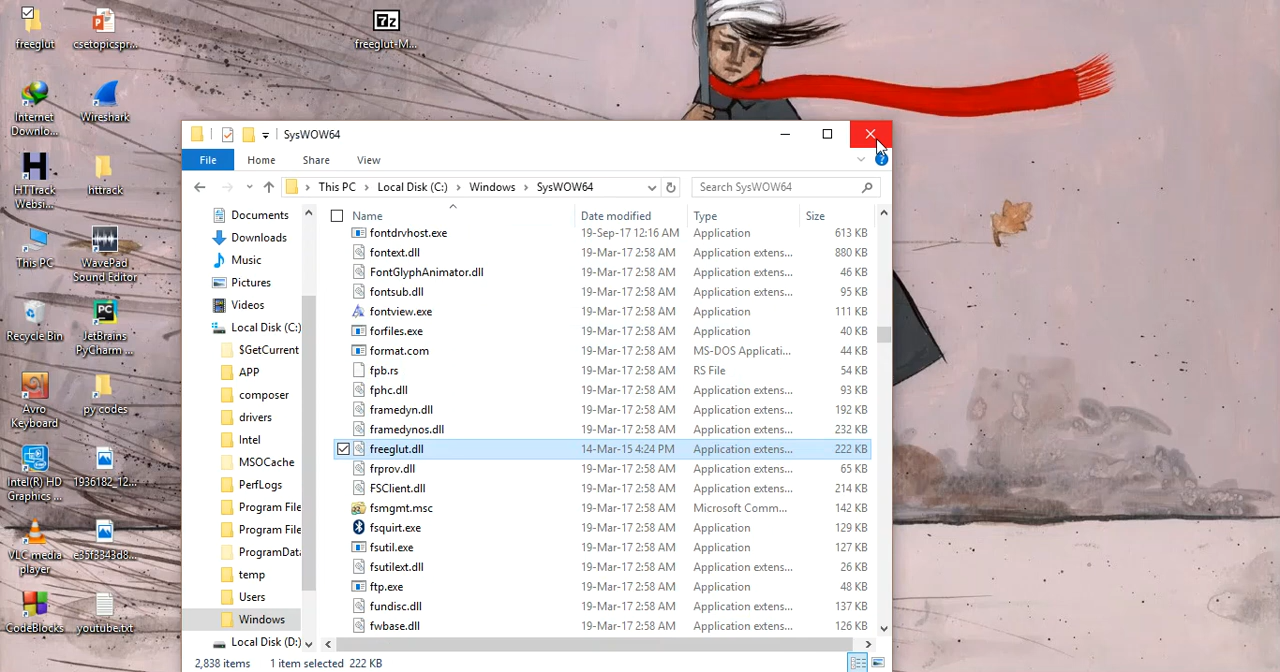 freeglut
csetopicspr...
freeglut-M...
Internet
Downlo...
Wireshark
HTTrack
Websi...
httrack
This PC
WavePad
Sound Editor
Recycle Bin
JetBrains
PyCharm ...
Avro
Keyboard
py codes
Intel(R) HD
Graphics ...
1936182_12...
VLC media
player
e35f3343d8...
CodeBlocks
youtube.txt
SysWOW64
File Home Share View
This PC > Local Disk (C:) > Windows > SysWOW64
Search SysWOW64
Documents
Downloads
Music
Pictures
Videos
Local Disk (C:)
$GetCurrent
APP
composer
drivers
Intel
MSOCache
PerfLogs
Program File
Program File
ProgramData
temp
Users
Windows
Local Disk (D:)
Name Date modified Type Size
fontdrvhost.exe 19-Sep-17 12:16 AM Application 613 KB
fontext.dll 19-Mar-17 2:58 AM Application extens... 880 KB
FontGlyphAnimator.dll 19-Mar-17 2:58 AM Application extens... 46 KB
fontsub.dll 19-Mar-17 2:58 AM Application extens... 95 KB
fontview.exe 19-Mar-17 2:58 AM Application 111 KB
forfiles.exe 19-Mar-17 2:58 AM Application 40 KB
format.com 19-Mar-17 2:58 AM MS-DOS Applicati... 44 KB
fpb.rs 19-Mar-17 2:58 AM RS File 54 KB
fphc.dll 19-Mar-17 2:58 AM Application extens... 93 KB
framedyn.dll 19-Mar-17 2:58 AM Application extens... 192 KB
framedynos.dll 19-Mar-17 2:58 AM Application extens... 232 KB
freeglut.dll 14-Mar-15 4:24 PM Application extens... 222 KB
frprov.dll 19-Mar-17 2:58 AM Application extens... 65 KB
FSClient.dll 19-Mar-17 2:58 AM Application extens... 214 KB
fsmgmt.msc 19-Mar-17 2:58 AM Microsoft Comm... 142 KB
fsquirt.exe 19-Mar-17 2:58 AM Application 129 KB
fsutil.exe 19-Mar-17 2:58 AM Application 127 KB
fsutilext.dll 19-Mar-17 2:58 AM Application extens... 26 KB
ftp.exe 19-Mar-17 2:58 AM Application 48 KB
fundisc.dll 19-Mar-17 2:58 AM Application extens... 137 KB
fwbase.dll 19-Mar-17 2:58 AM Application extens... 126 KB
2,838 items 1 item selected 222 KB